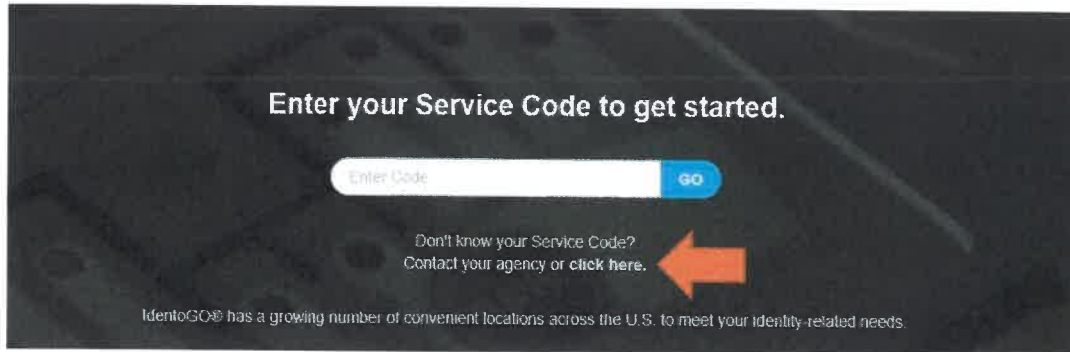 Enter your Service Code to get started.
Enter Code
GO
Don't know your Service Code?
Contact your agency or click here.
IdentoGO® has a growing number of convenient locations across the U.S. to meet your identity-related needs.